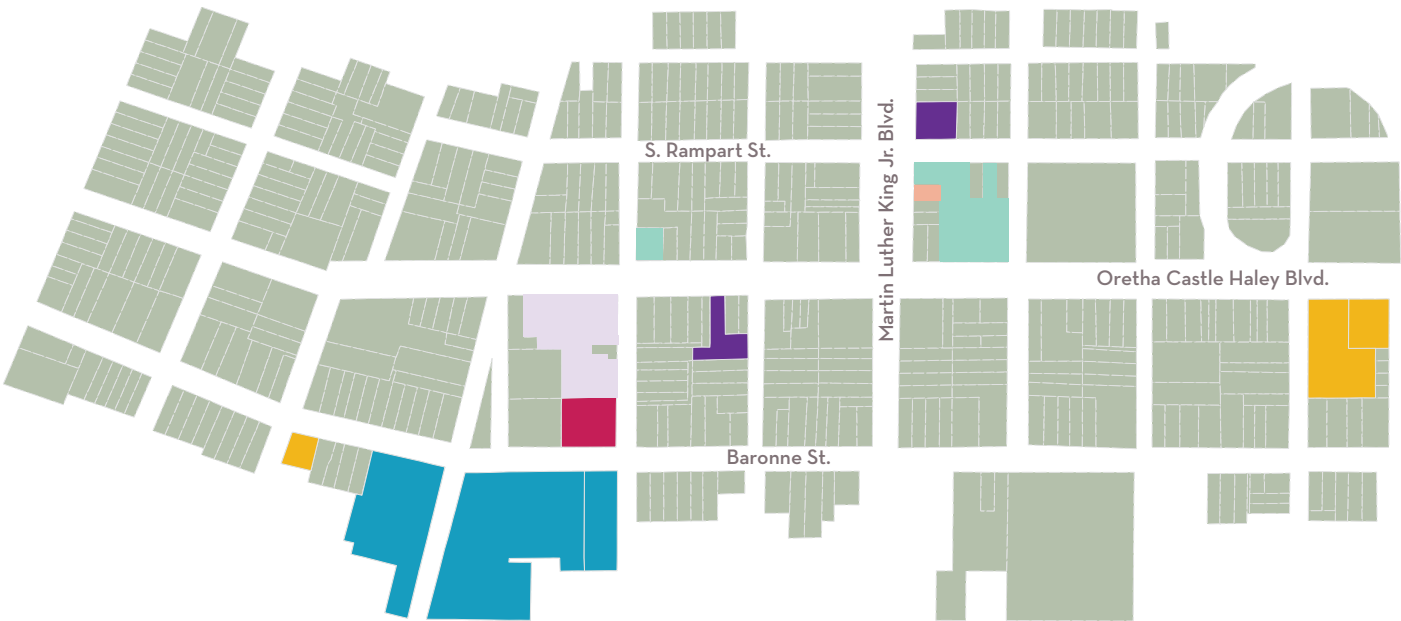 S. Rampart St.
Martin Luther King Jr. Blvd.
Oretha Castle Haley Blvd.
Baronne St.